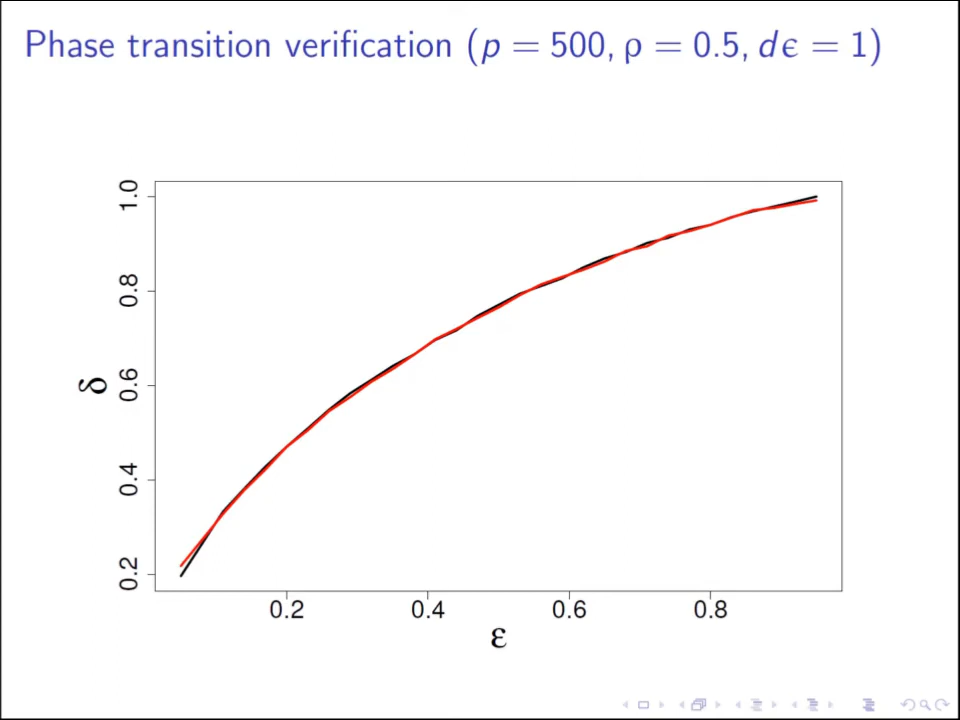 Phase transition verification (p = 500, ρ = 0.5, dϵ = 1)
1.0
0.8
0.6
0.4
0.2
δ
0.2 0.4 0.6 0.8
ε